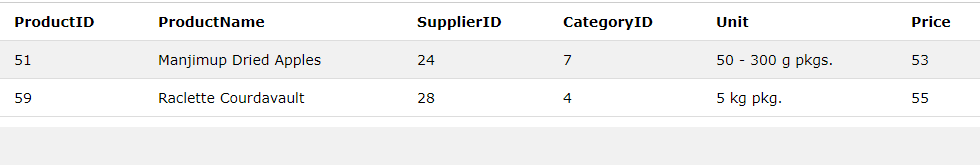 ProductID ProductName SupplierID CategoryID Unit Price
51 Manjimup Dried Apples 24 7 50 - 300 g pkgs. 53
59 Raclette Courdavault 28 4 5 kg pkg. 55